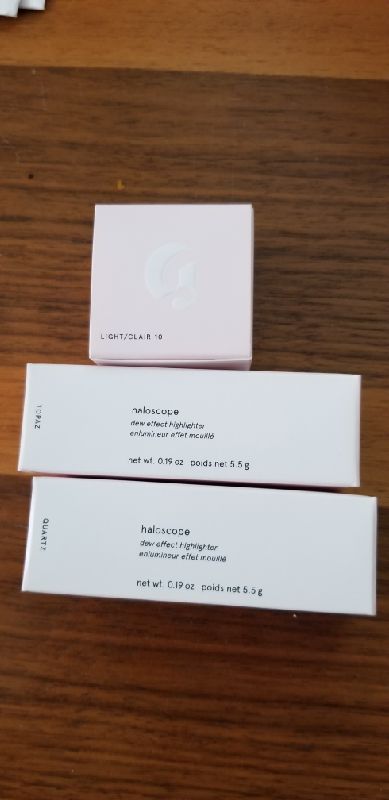 G
LIGHT/CLAIR 10
TOPAZ
haloscope
dew effect highlighter
enlumineur effet mouillé
net wt. 0.19 oz poids net 5.5 g
QUARTZ
haloscope
dew effect highlighter
enlumineur effet mouillé
net wt. 0.19 oz poids net 5.5 g